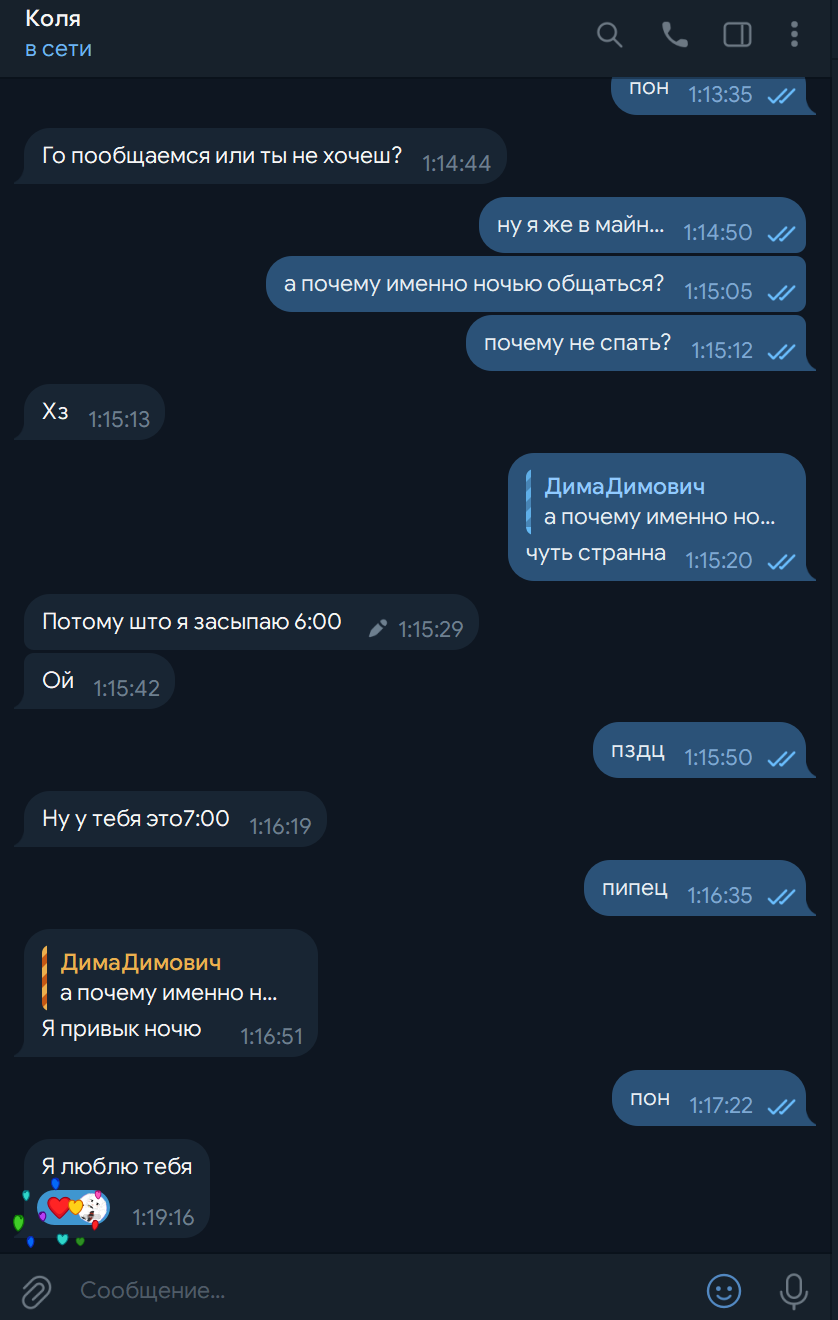 Коля
в сети
пон 1:13:35
Го пообщаемся или ты не хочеш? 1:14:44
ну я же в майн... 1:14:50
а почему именно ночью общаться? 1:15:05
почему не спать? 1:15:12
Хз 1:15:13
ДимаДимович
а почему именно но...
чуть странна 1:15:20
Потому што я засыпаю 6:00 1:15:29
Ой 1:15:42
пздц 1:15:50
Ну у тебя это7:00 1:16:19
пипец 1:16:35
ДимаДимович
а почему именно н...
Я привык ночю 1:16:51
пон 1:17:22
Я люблю тебя
1:19:16
Сообщение...